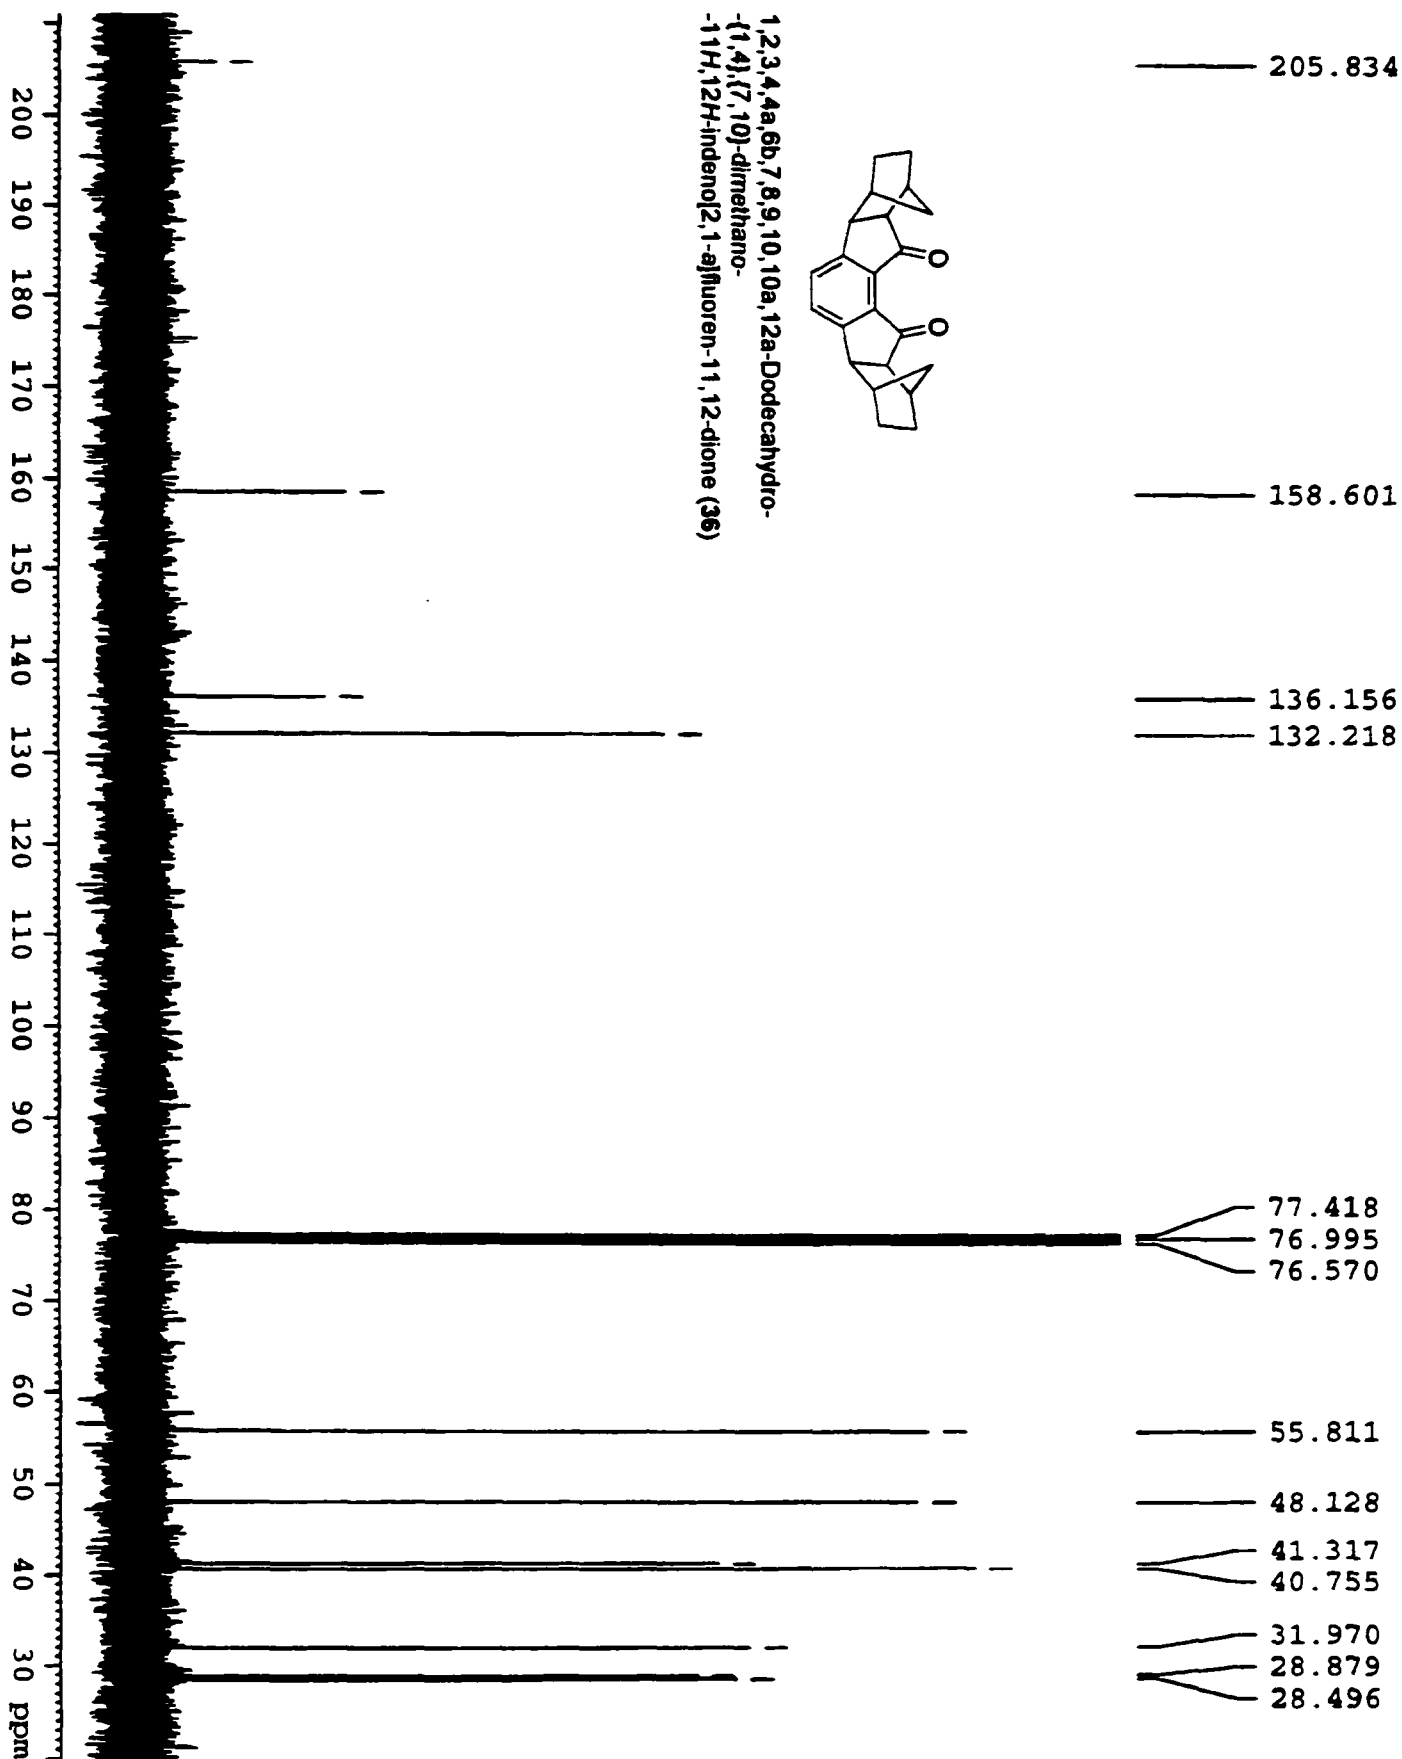 205.834
158.601
136.156
132.218
77.418
76.995
76.570
55.811
48.128
41.317
40.755
31.970
28.879
28.496
O
O
1,2,3,4,4a,6b,7,8,9,10,10a,12a-Dodecahydro-
-{1,4},{7,10}-dimethano-
-11H,12H-indeno[2,1-a]fluoren-11,12-dione (36)
200 190 180 170 160 150 140 130 120 110 100 90 80 70 60 50 40 30 ppm